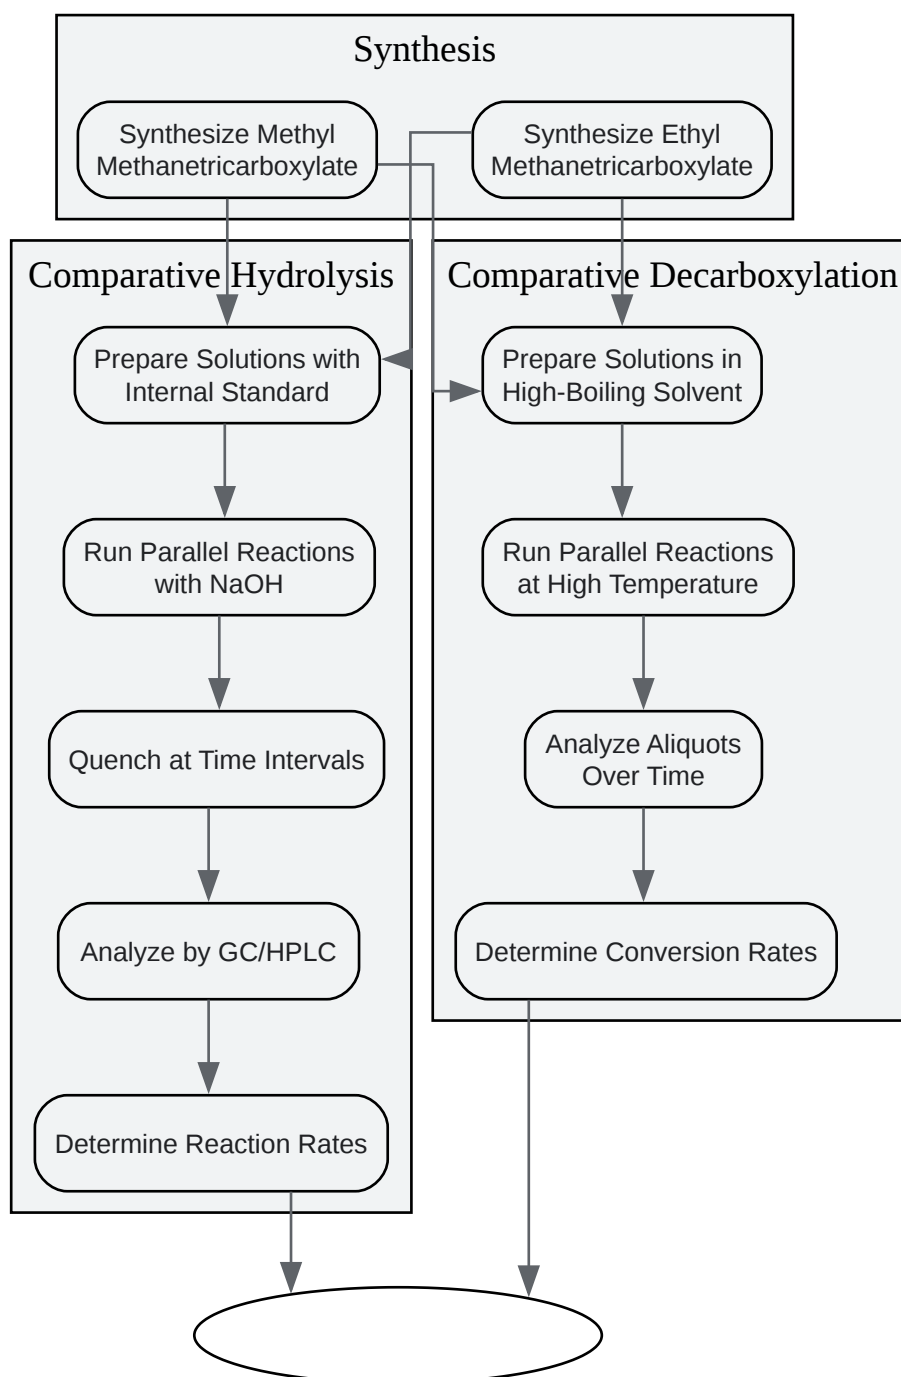 Synthesis
Synthesize Methyl
Methanetricarboxylate
Synthesize Ethyl
Methanetricarboxylate
Comparative Hydrolysis
Prepare Solutions with
Internal Standard
Run Parallel Reactions
with NaOH
Quench at Time Intervals
Analyze by GC/HPLC
Determine Reaction Rates
Comparative Decarboxylation
Prepare Solutions in
High-Boiling Solvent
Run Parallel Reactions
at High Temperature
Analyze Aliquots
Over Time
Determine Conversion Rates